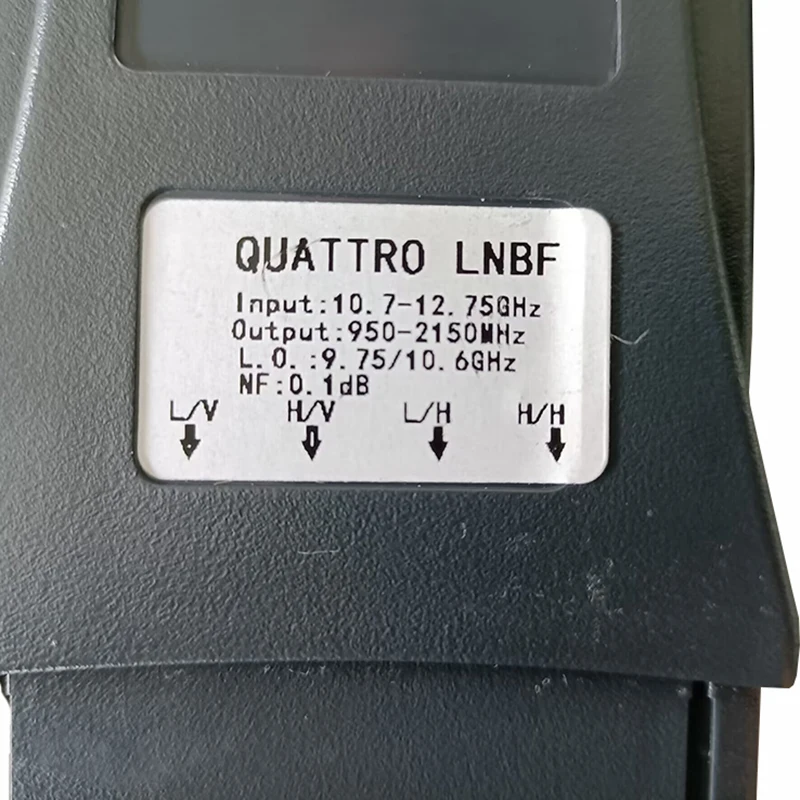 QUATTRO LNBF
Input:10.7-12.75GHz
Output:950-2150MHz
L.O.:9.75/10.6GHz
NF:0.1dB
L/V H/V L/H H/H